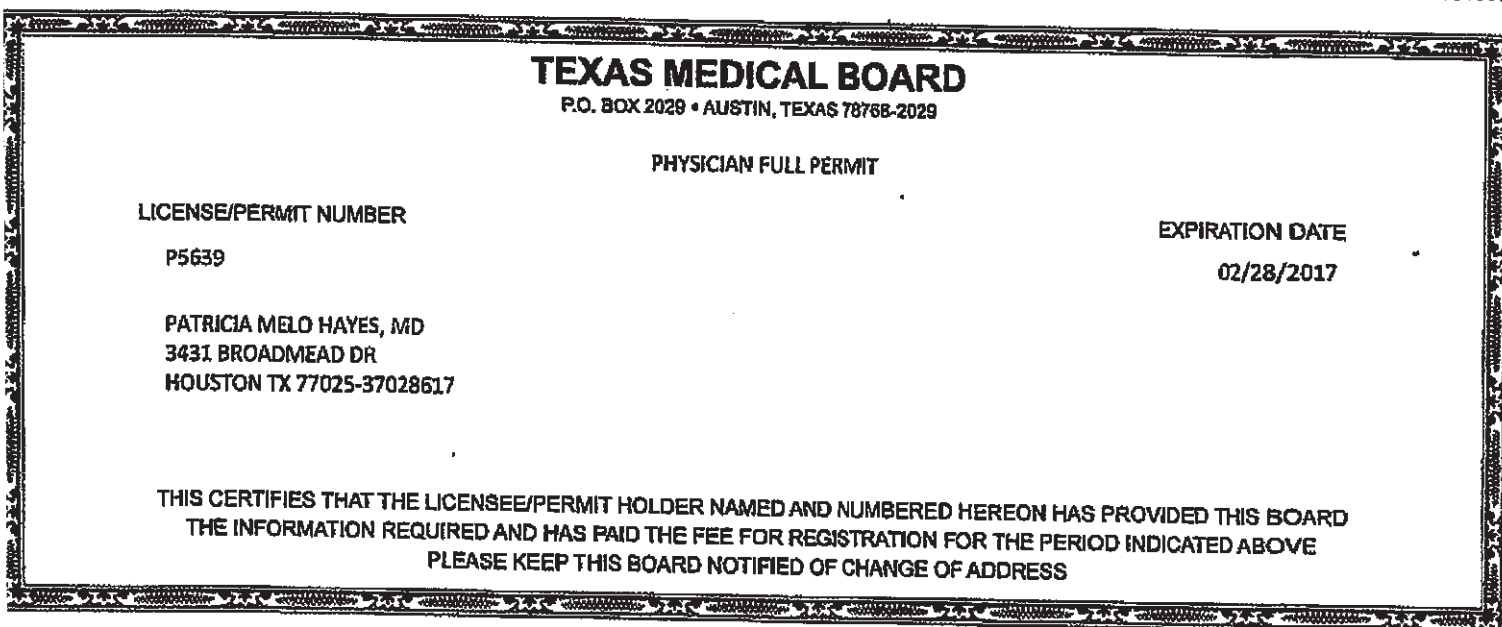 TEXAS MEDICAL BOARD
P.O. BOX 2029 • AUSTIN, TEXAS 78768-2029
PHYSICIAN FULL PERMIT
LICENSE/PERMIT NUMBER
EXPIRATION DATE
P5639
02/28/2017
PATRICIA MELO HAYES, MD
3431 BROADMEAD DR
HOUSTON TX 77025-37028617
THIS CERTIFIES THAT THE LICENSEE/PERMIT HOLDER NAMED AND NUMBERED HEREON HAS PROVIDED THIS BOARD
THE INFORMATION REQUIRED AND HAS PAID THE FEE FOR REGISTRATION FOR THE PERIOD INDICATED ABOVE
PLEASE KEEP THIS BOARD NOTIFIED OF CHANGE OF ADDRESS